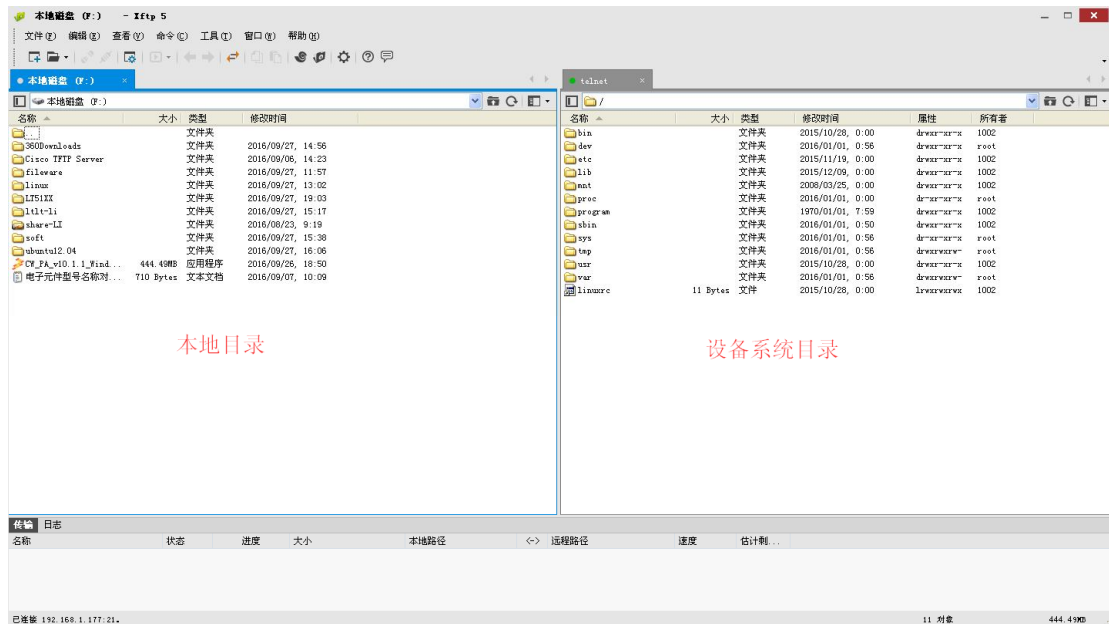 本地磁盘 (F:) - Xftp 5
文件(F) 编辑(E) 查看(V) 命令(C) 工具(T) 窗口(W) 帮助(H)
本地磁盘 (F:) ×
telnet ×
本地磁盘 (F:)
/
名称 大小 类型 修改时间
.. 文件夹
360Downloads 文件夹 2016/09/27, 14:56
Cisco TFTP Server 文件夹 2016/09/06, 14:23
fileware 文件夹 2016/09/27, 11:57
linux 文件夹 2016/09/27, 13:02
LT51XX 文件夹 2016/09/27, 19:03
ltlt-li 文件夹 2016/09/27, 15:17
share-LI 文件夹 2016/08/23, 9:19
soft 文件夹 2016/09/27, 15:38
ubuntu12.04 文件夹 2016/09/27, 16:06
CW_PA_v10.1.1_Wind... 444.49MB 应用程序 2016/09/26, 18:50
电子元件型号名称对... 710 Bytes 文本文档 2016/09/07, 10:09
本地目录
名称 大小 类型 修改时间 属性 所有者
bin 文件夹 2015/10/28, 0:00 drwxr-xr-x 1002
dev 文件夹 2016/01/01, 0:56 drwxr-xr-x root
etc 文件夹 2015/11/19, 0:00 drwxr-xr-x 1002
lib 文件夹 2015/12/09, 0:00 drwxr-xr-x 1002
mnt 文件夹 2008/03/25, 0:00 drwxr-xr-x 1002
proc 文件夹 2016/01/01, 0:00 dr-xr-xr-x root
program 文件夹 1970/01/01, 7:59 drwxr-xr-x 1002
sbin 文件夹 2016/01/01, 0:50 drwxr-xr-x 1002
sys 文件夹 2016/01/01, 0:56 dr-xr-xr-x root
tmp 文件夹 2016/01/01, 0:56 drwxrwxrw- root
usr 文件夹 2015/10/28, 0:00 drwxr-xr-x 1002
var 文件夹 2016/01/01, 0:56 drwxrwxrw- root
linuxrc 11 Bytes 文件 2015/10/28, 0:00 lrwxrwxrwx 1002
设备系统目录
传输 日志
名称 状态 进度 大小 本地路径 <-> 远程路径 速度 估计剩...
已连接 192.168.1.177:21。 11 对象 444.49MB